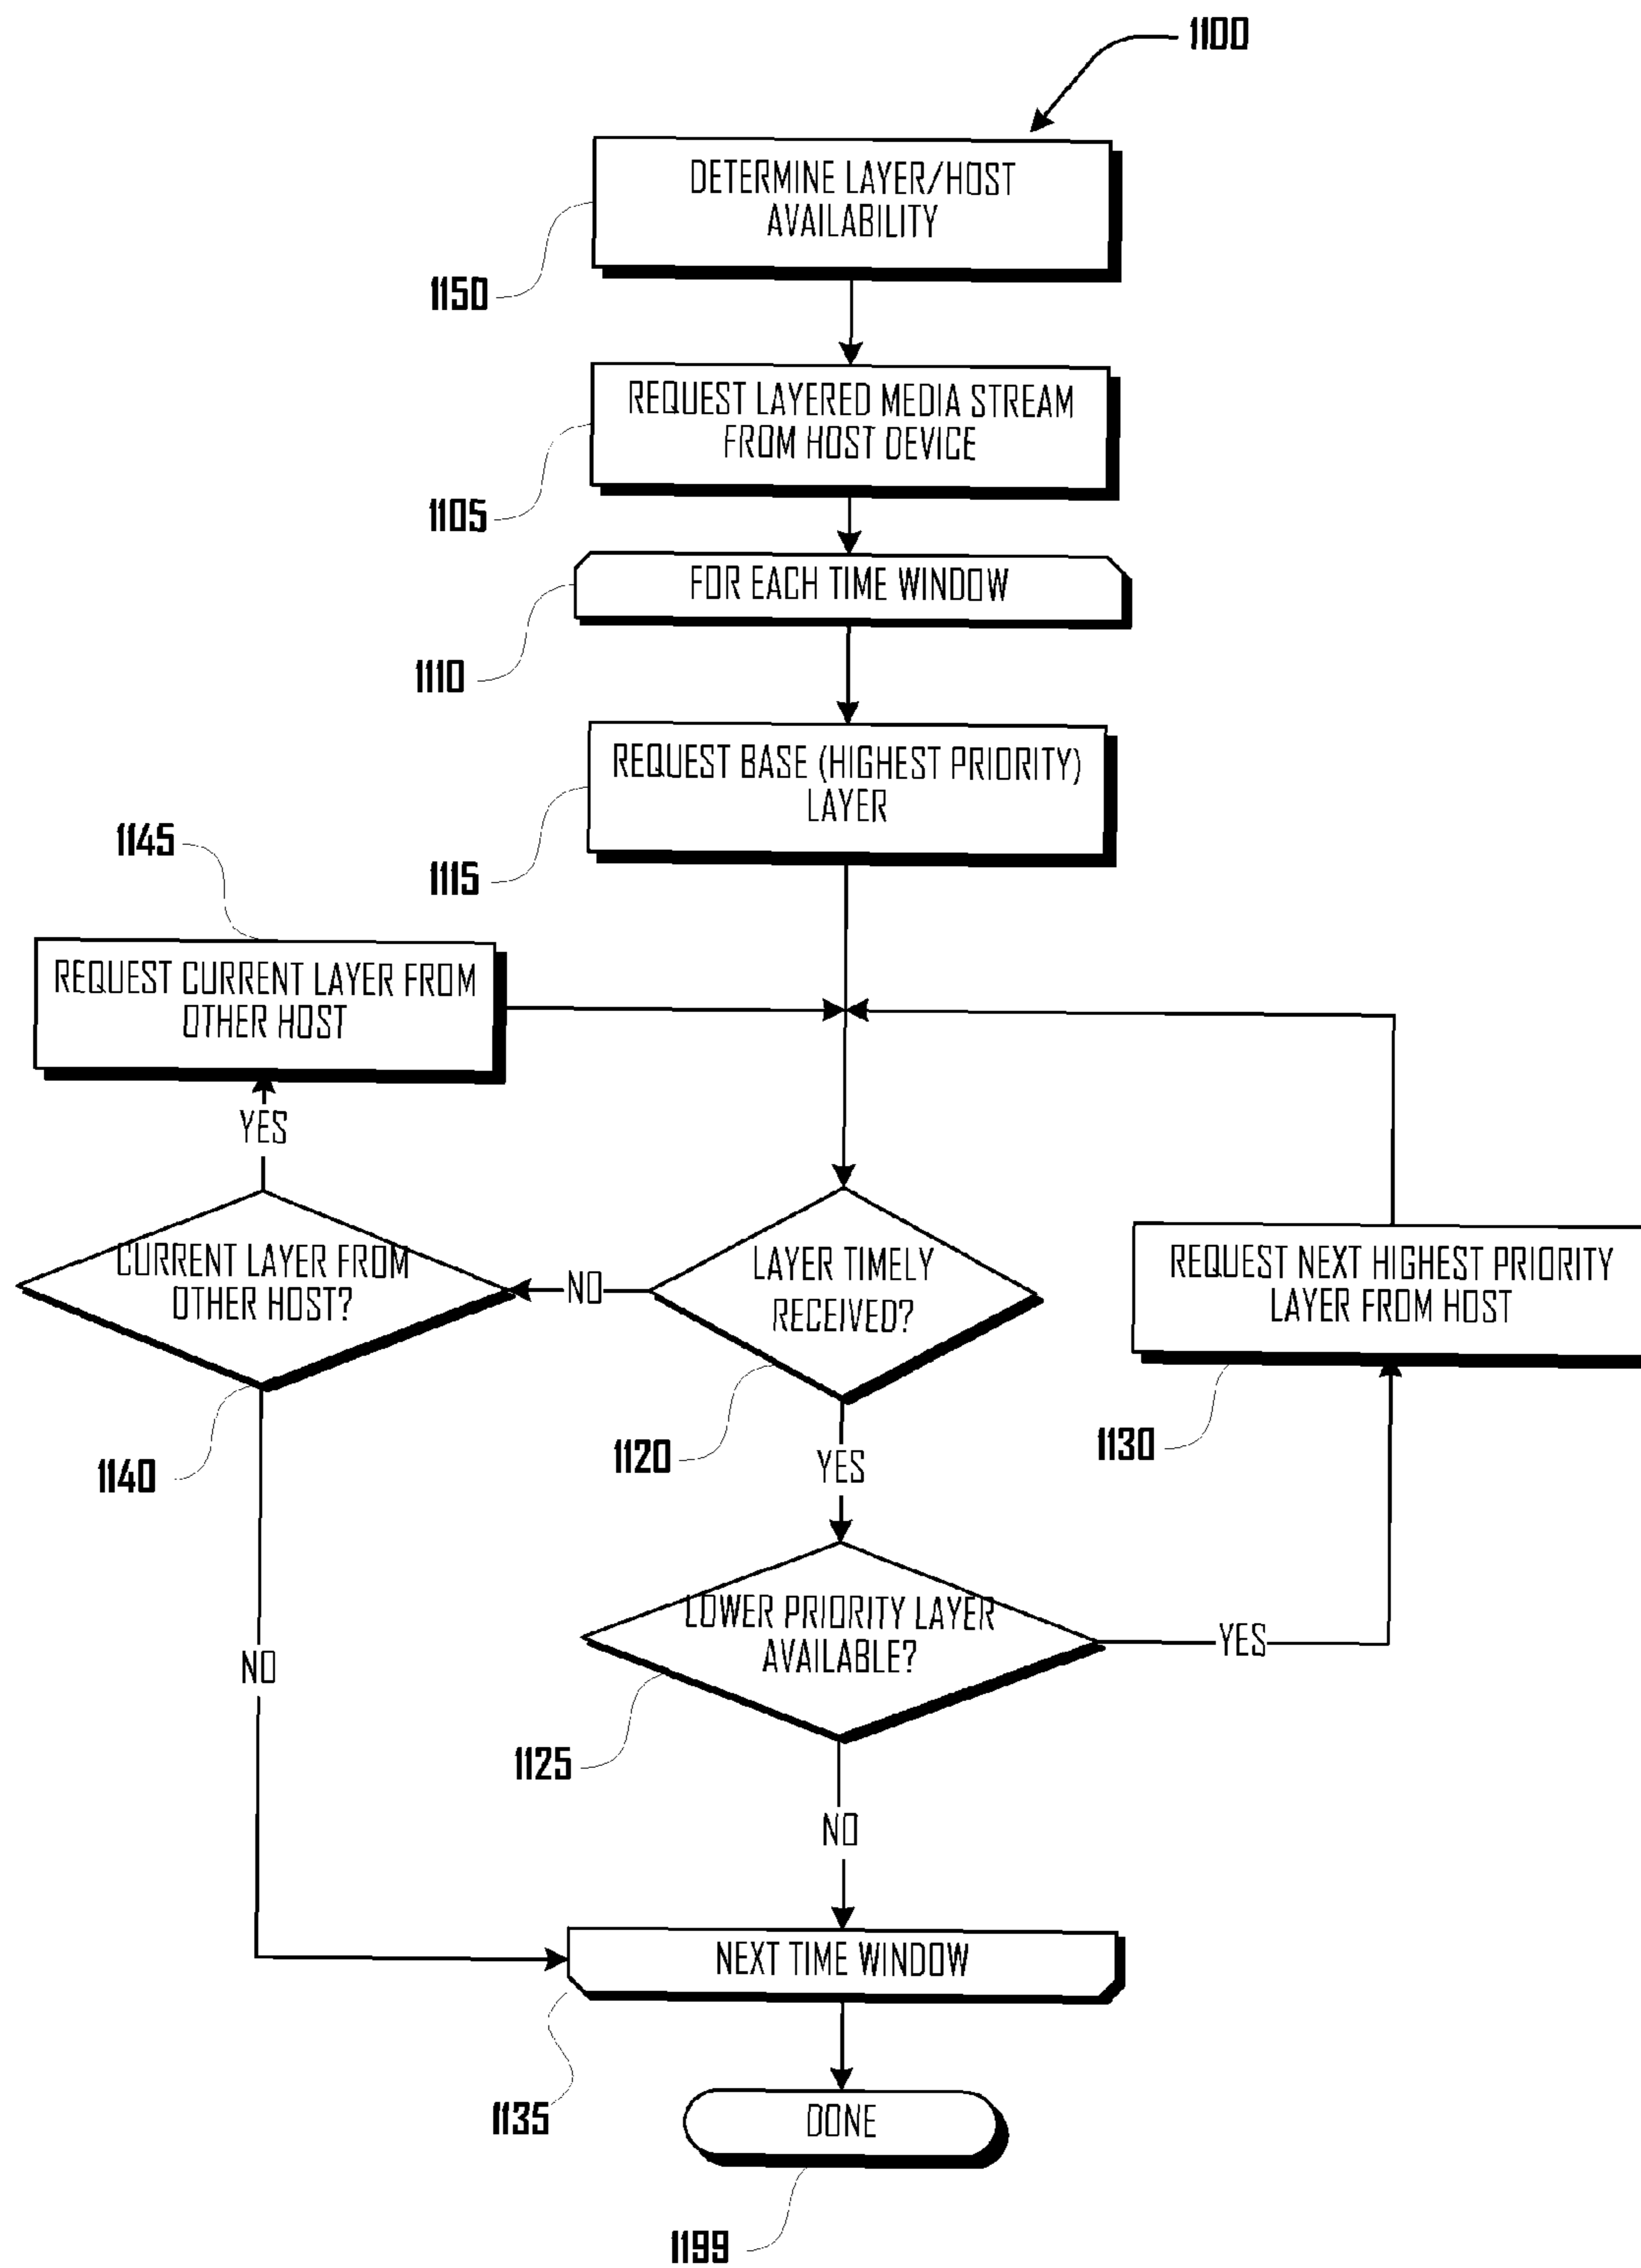 1100
DETERMINE LAYER/HOST
AVAILABILITY
1150
REQUEST LAYERED MEDIA STREAM
FROM HOST DEVICE
1105
FOR EACH TIME WINDOW
1110
REQUEST BASE (HIGHEST PRIORITY)
LAYER
1115
1145
REQUEST CURRENT LAYER FROM
OTHER HOST
YES
CURRENT LAYER FROM
OTHER HOST?
1140
NO
LAYER TIMELY
RECEIVED?
1120
REQUEST NEXT HIGHEST PRIORITY
LAYER FROM HOST
1130
YES
LOWER PRIORITY LAYER
AVAILABLE?
YES
1125
NO
NO
NEXT TIME WINDOW
1135
DONE
1199